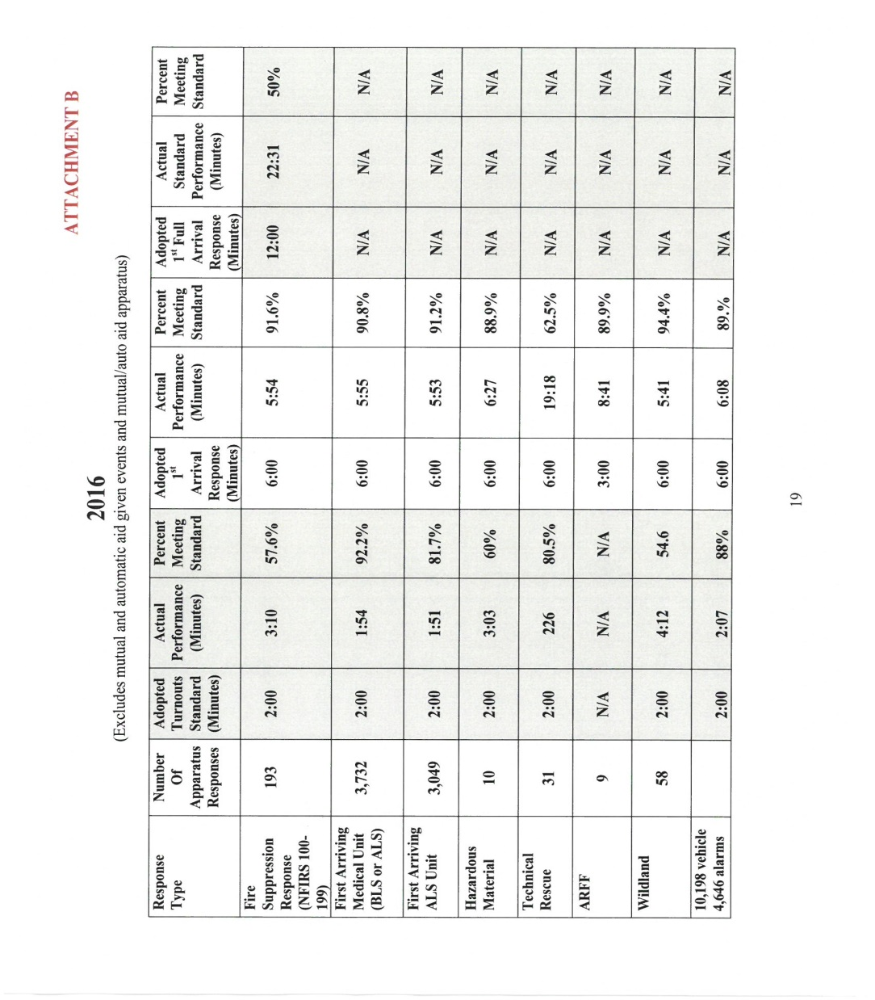 ATTACHMENT B
2016
(Excludes mutual and automatic aid given events and mutual/auto aid apparatus)
Response
Type
Number
Of
Apparatus
Responses
Adopted
Turnouts
Standard
(Minutes)
Actual
Performance
(Minutes)
Percent
Meeting
Standard
Adopted
1st
Arrival
Response
(Minutes)
Actual
Performance
(Minutes)
Percent
Meeting
Standard
Adopted
1st Full
Arrival
Response
(Minutes)
Actual
Standard
Performance
(Minutes)
Percent
Meeting
Standard
Fire
Suppression
Response
(NFIRS 100-
199)
193
2:00
3:10
57.6%
6:00
5:54
91.6%
12:00
22:31
50%
First Arriving
Medical Unit
(BLS or ALS)
3,732
2:00
1:54
92.2%
6:00
5:55
90.8%
N/A
N/A
N/A
First Arriving
ALS Unit
3,049
2:00
1:51
81.7%
6:00
5:53
91.2%
N/A
N/A
N/A
Hazardous
Material
10
2:00
3:03
60%
6:00
6:27
88.9%
N/A
N/A
N/A
Technical
Rescue
31
2:00
226
80.5%
6:00
19:18
62.5%
N/A
N/A
N/A
ARFF
9
N/A
N/A
N/A
3:00
8:41
89.9%
N/A
N/A
N/A
Wildland
58
2:00
4:12
54.6
6:00
5:41
94.4%
N/A
N/A
N/A
10,198 vehicle
4,646 alarms
2:00
2:07
88%
6:00
6:08
89.%
N/A
N/A
N/A
19